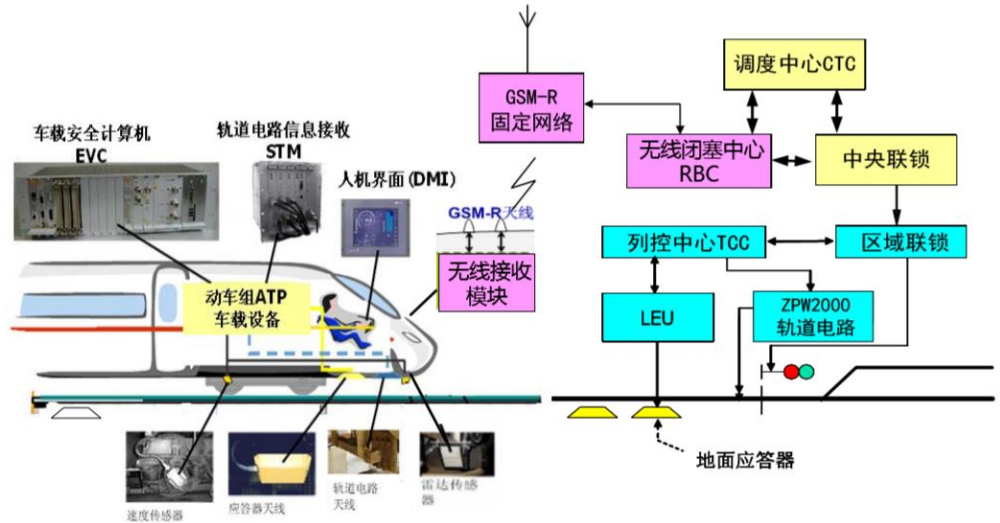 车载安全计算机
EVC
轨道电路信息接收
STM
人机界面(DMI)
GSM-R天线
无线接收
模块
动车组ATP
车载设备
速度传感器
应答器天线
轨道电路
天线
雷达传感
器
GSM-R
固定网络
调度中心CTC
无线闭塞中心
RBC
中央联锁
列控中心TCC
区域联锁
LEU
ZPW2000
轨道电路
地面应答器